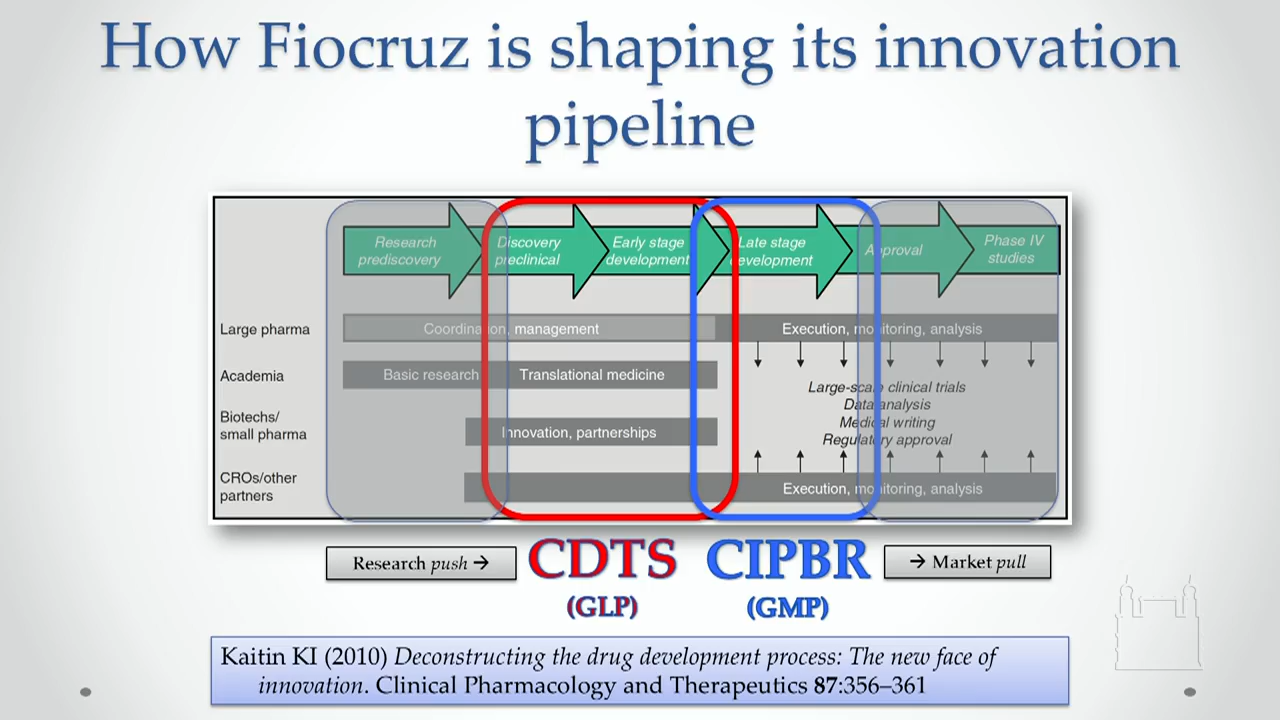 How Fiocruz is shaping its innovation
pipeline
Research
prediscovery
Discovery
preclinical
Early stage
development
Late stage
development
Approval
Phase IV
studies
Large pharma
Coordination, management
Execution, monitoring, analysis
Academia
Basic research
Translational medicine
Large-scale clinical trials
Data analysis
Medical writing
Regulatory approval
Biotechs/
small pharma
Innovation, partnerships
CROs/other
partners
Execution, monitoring, analysis
Research push →
CDTS
(GLP)
CIPBR
(GMP)
→ Market pull
Kaitin KI (2010) Deconstructing the drug development process: The new face of
innovation. Clinical Pharmacology and Therapeutics 87:356–361